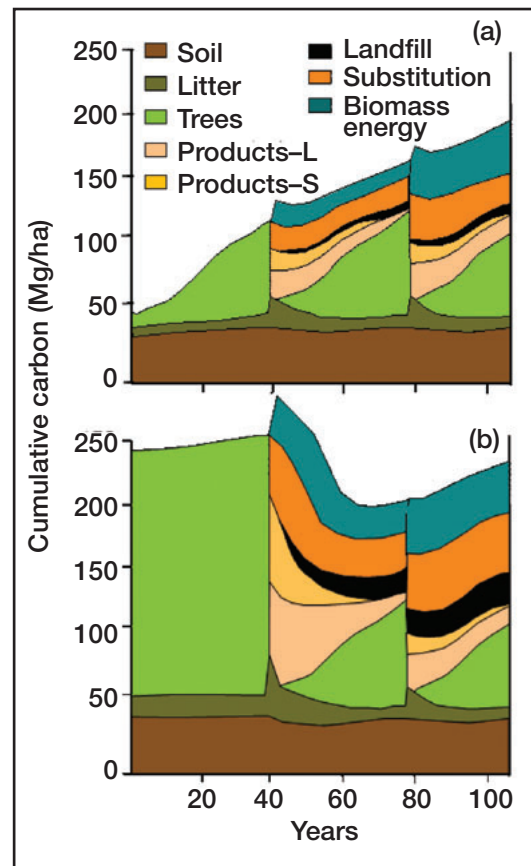 (a)
Soil
Litter
Trees
Products–L
Products–S
Landfill
Substitution
Biomass
energy
250
200
150
100
50
0
(b)
250
200
150
100
50
0
Cumulative carbon (Mg/ha)
20 40 60 80 100
Years